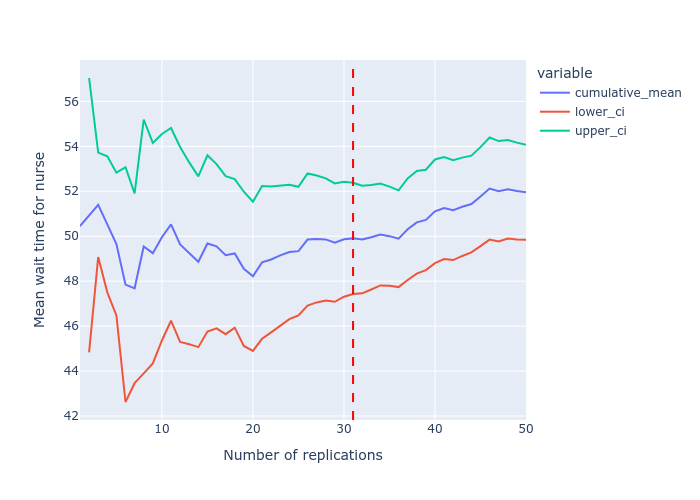 variable
cumulative_mean
lower_ci
upper_ci
56
54
52
50
48
46
44
42
10
20
30
40
50
Mean wait time for nurse
Number of replications